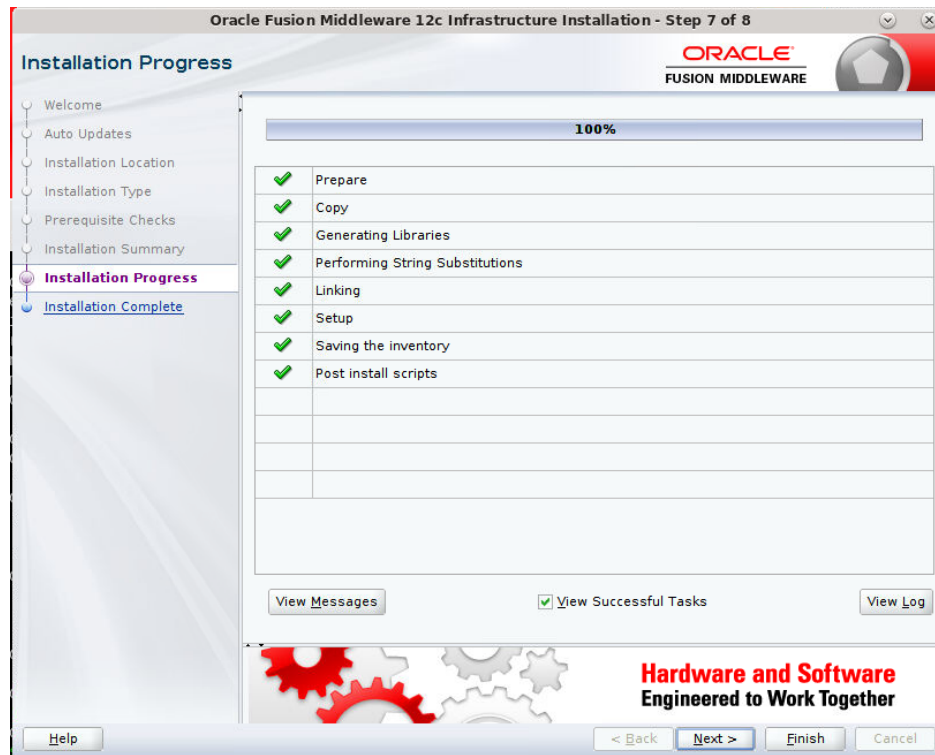 Oracle Fusion Middleware 12c Infrastructure Installation - Step 7 of 8
Installation Progress
ORACLE
FUSION MIDDLEWARE
Welcome
Auto Updates
Installation Location
Installation Type
Prerequisite Checks
Installation Summary
Installation Progress
Installation Complete
100%
Prepare
Copy
Generating Libraries
Performing String Substitutions
Linking
Setup
Saving the inventory
Post install scripts
View Messages
View Successful Tasks
View Log
Hardware and Software
Engineered to Work Together
Help
< Back
Next >
Finish
Cancel